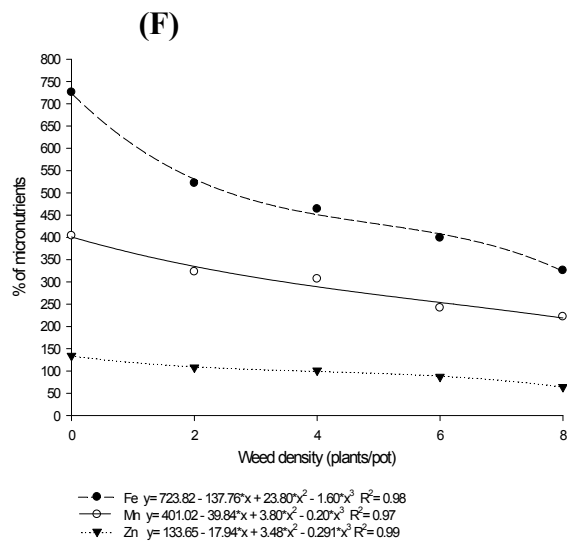 (F)
800
750
700
650
600
550
500
450
400
350
300
250
200
150
100
50
0
% of micronutrients
0 2 4 6 8
Weed density (plants/pot)
Fe y= 723.82 - 137.76*x + 23.80*x² - 1.60*x³ R²= 0.98
Mn y= 401.02 - 39.84*x + 3.80*x² - 0.20*x³ R²= 0.97
Zn y= 133.65 - 17.94*x + 3.48*x² - 0.291*x³ R²= 0.99